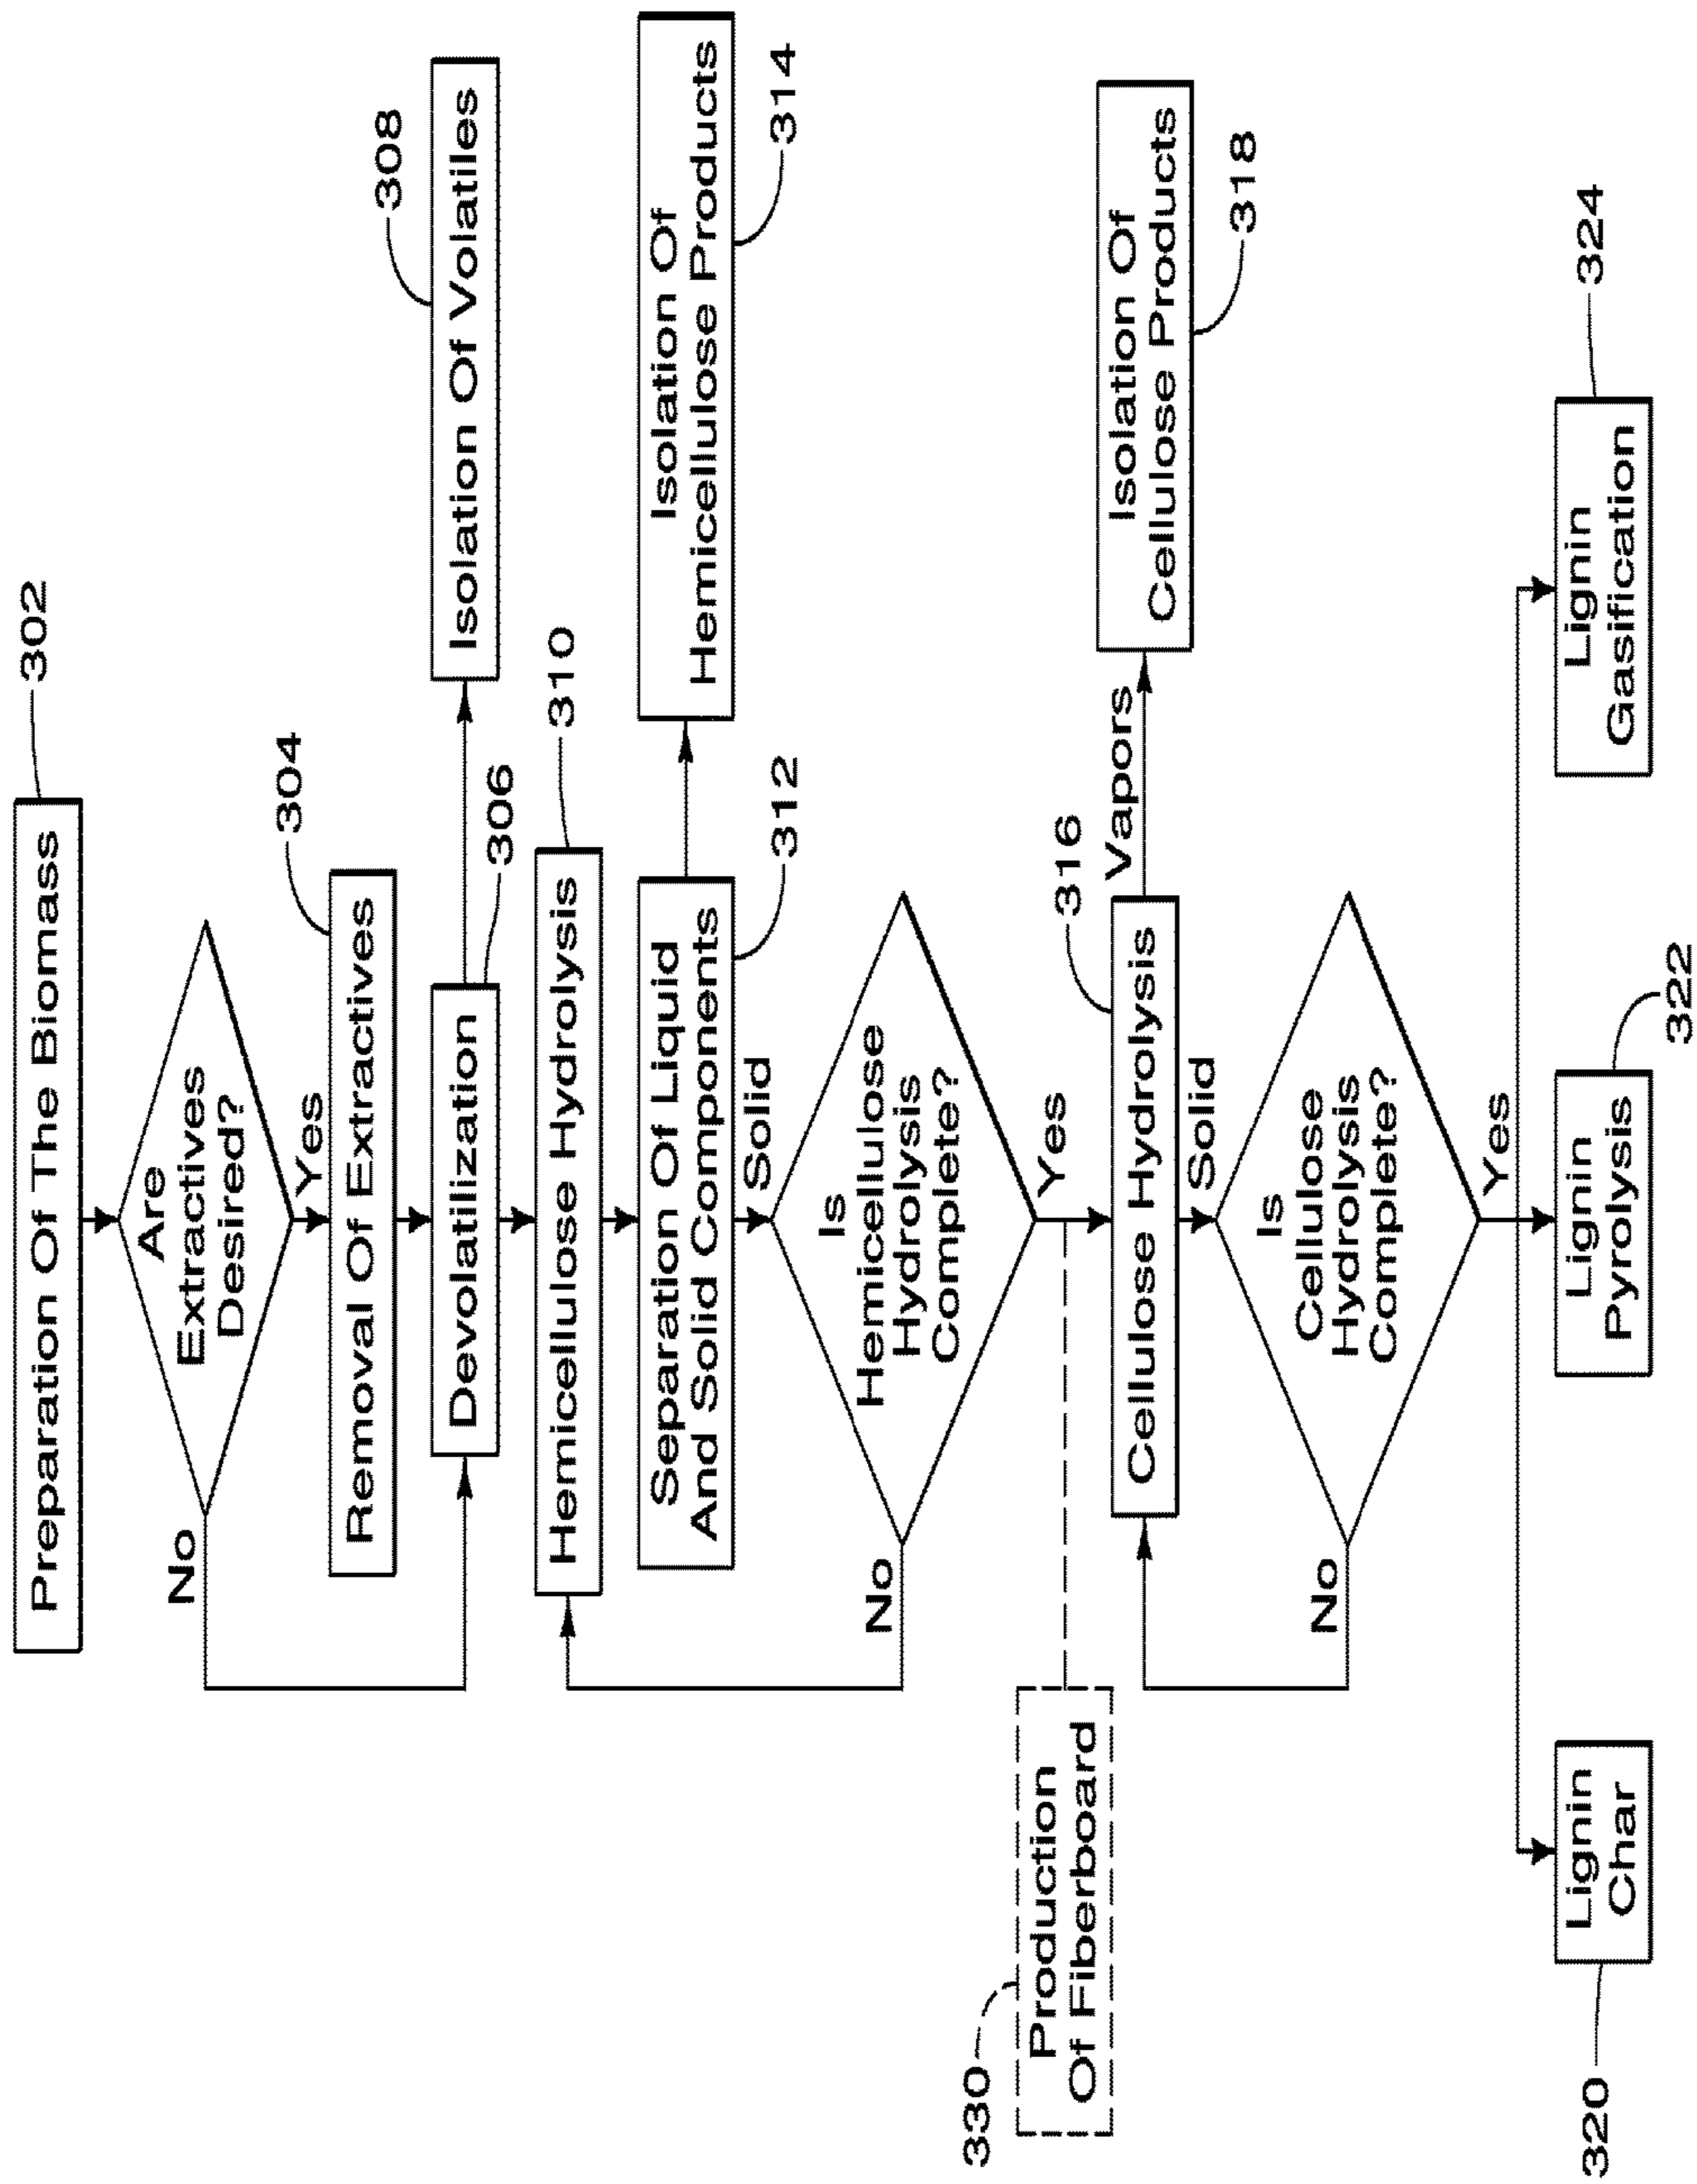 Preparation Of The Biomass
302
Are
Extractives
Desired?
No
Yes
304
Removal Of Extractives
306
Devolatilization
308
Isolation Of Volatiles
310
Hemicellulose Hydrolysis
Separation Of Liquid
And Solid Components
312
Isolation Of
Hemicellulose Products
314
Solid
Is
Hemicellulose
Hydrolysis
Complete?
No
Yes
330
Production
Of Fiberboard
316
Cellulose Hydrolysis
Vapors
Isolation Of
Cellulose Products
318
Solid
Is
Cellulose
Hydrolysis
Complete?
No
Yes
Lignin
Char
320
Lignin
Pyrolysis
322
Lignin
Gasification
324